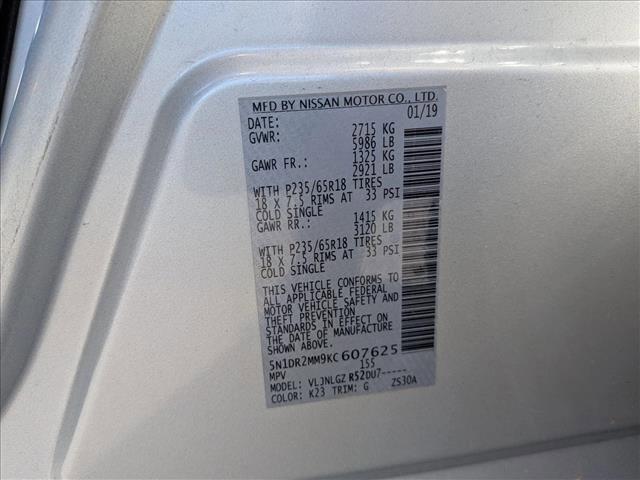 MFD BY NISSAN MOTOR CO., LTD.
DATE: 01/19
GVWR: 2715 KG
5986 LB
GAWR FR.: 1325 KG
2921 LB
WITH P235/65R18 TIRES
18 X 7.5 RIMS AT 33 PSI
COLD SINGLE
GAWR RR.: 1415 KG
3120 LB
WITH P235/65R18 TIRES
18 X 7.5 RIMS AT 33 PSI
COLD SINGLE
THIS VEHICLE CONFORMS TO
ALL APPLICABLE FEDERAL
MOTOR VEHICLE SAFETY AND
THEFT PREVENTION
STANDARDS IN EFFECT ON
THE DATE OF MANUFACTURE
SHOWN ABOVE.
5N1DR2MM9KC607625
MPV 155
MODEL: VLJNLGZ R52DU7-----
COLOR: K23 TRIM: G ZS30A